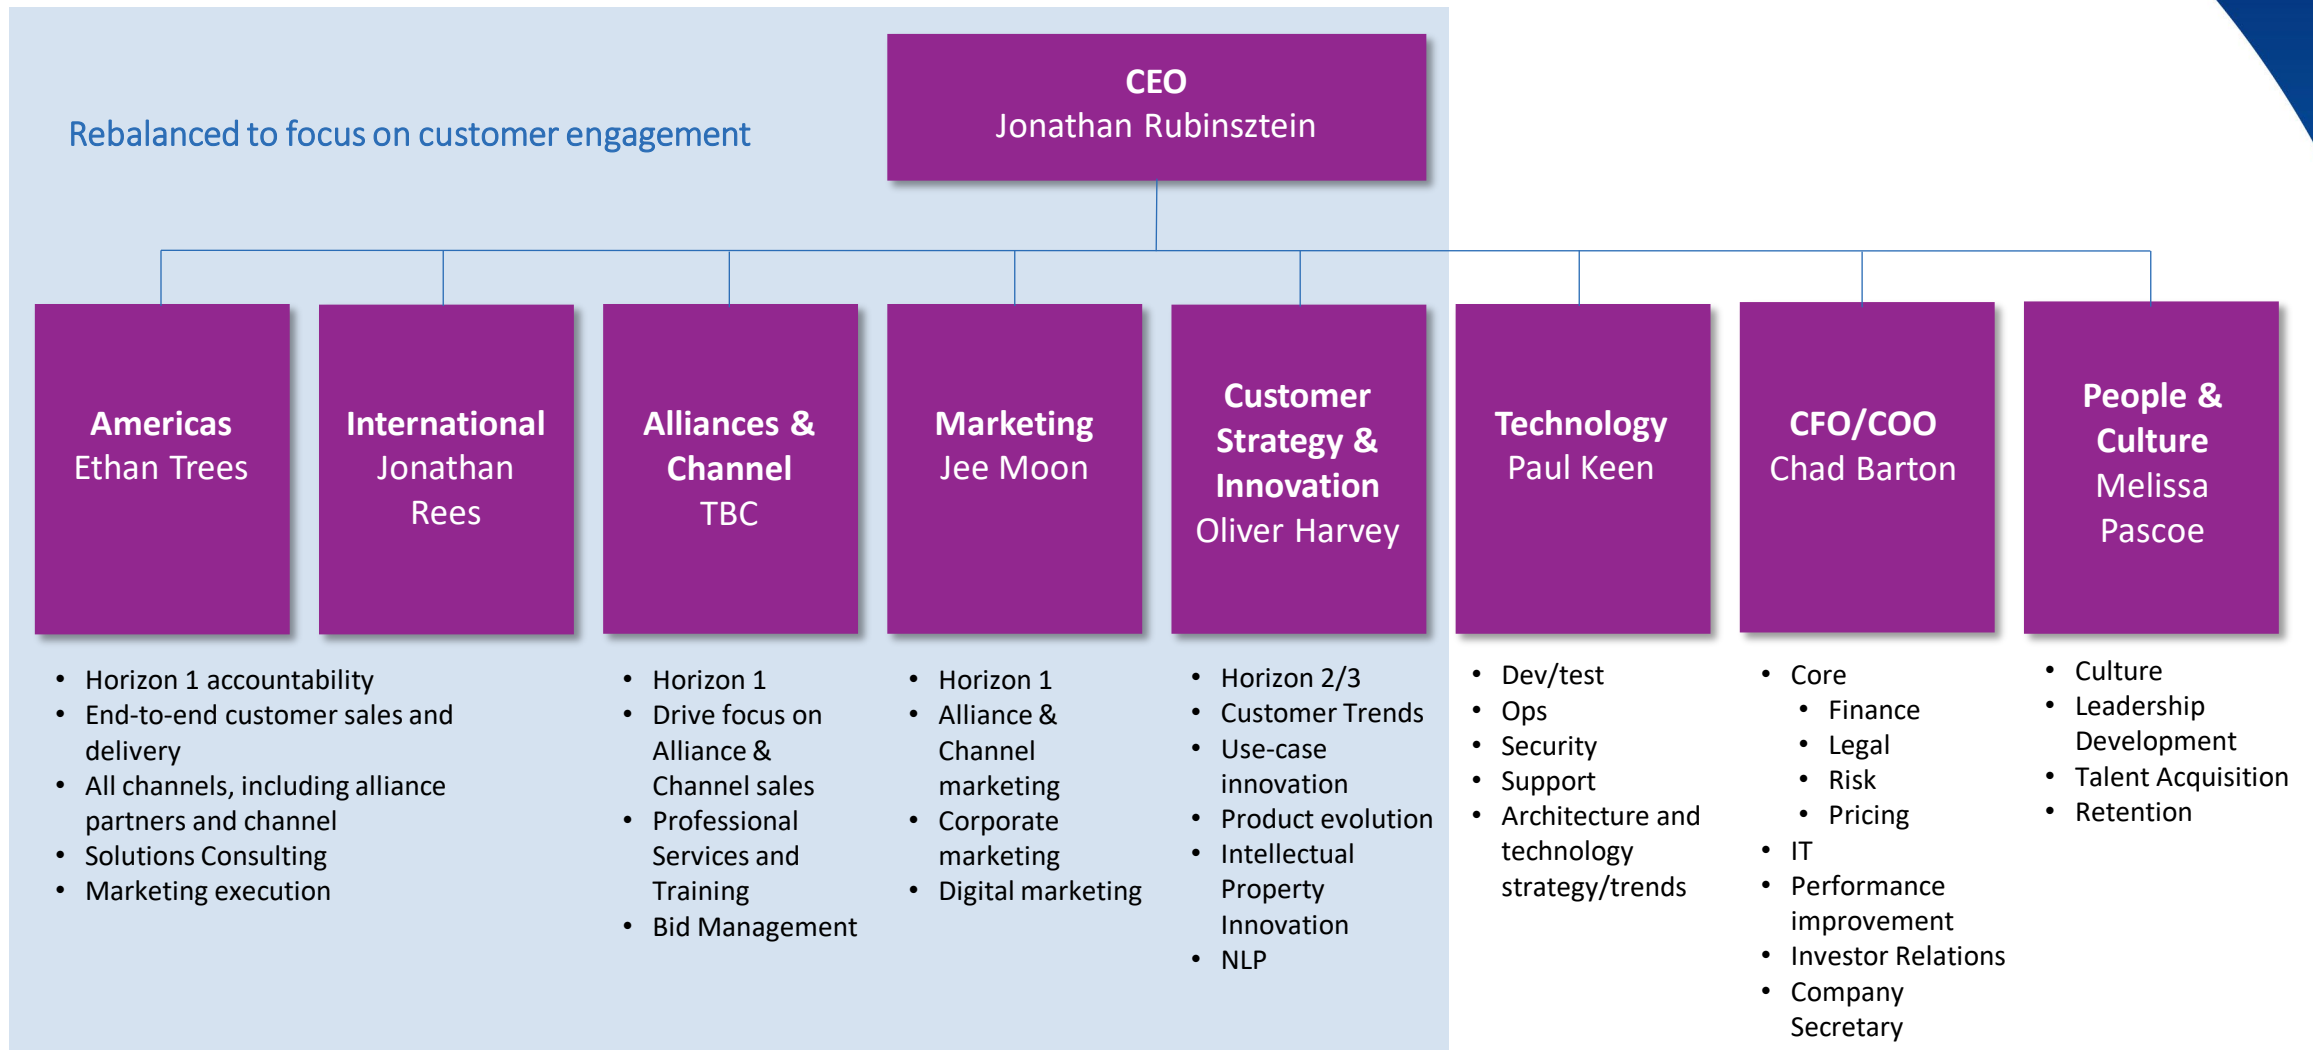 Rebalanced to focus on customer engagement
CEO
Jonathan Rubinsztein
Americas
Ethan Trees
International
Jonathan
Rees
Alliances &
Channel
TBC
Marketing
Jee Moon
Customer
Strategy &
Innovation
Oliver Harvey
Technology
Paul Keen
CFO/COO
Chad Barton
People &
Culture
Melissa
Pascoe
• Horizon 1 accountability
• End-to-end customer sales and
delivery
• All channels, including alliance
partners and channel
• Solutions Consulting
• Marketing execution
• Horizon 1
• Drive focus on
Alliance &
Channel sales
• Professional
Services and
Training
• Bid Management
• Horizon 1
• Alliance &
Channel
marketing
• Corporate
marketing
• Digital marketing
• Horizon 2/3
• Customer Trends
• Use-case
innovation
• Product evolution
• Intellectual
Property
Innovation
• NLP
• Dev/test
• Ops
• Security
• Support
• Architecture and
technology
strategy/trends
• Core
• Finance
• Legal
• Risk
• Pricing
• IT
• Performance
improvement
• Investor Relations
• Company
Secretary
• Culture
• Leadership
Development
• Talent Acquisition
• Retention